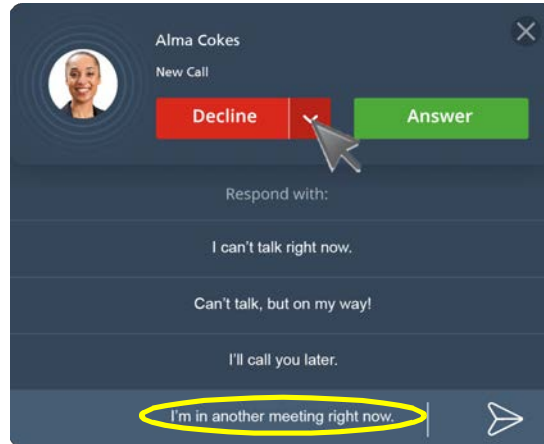 Alma Cokes
New Call
Decline
Answer
Respond with:
I can't talk right now.
Can't talk, but on my way!
I'll call you later.
I'm in another meeting right now.